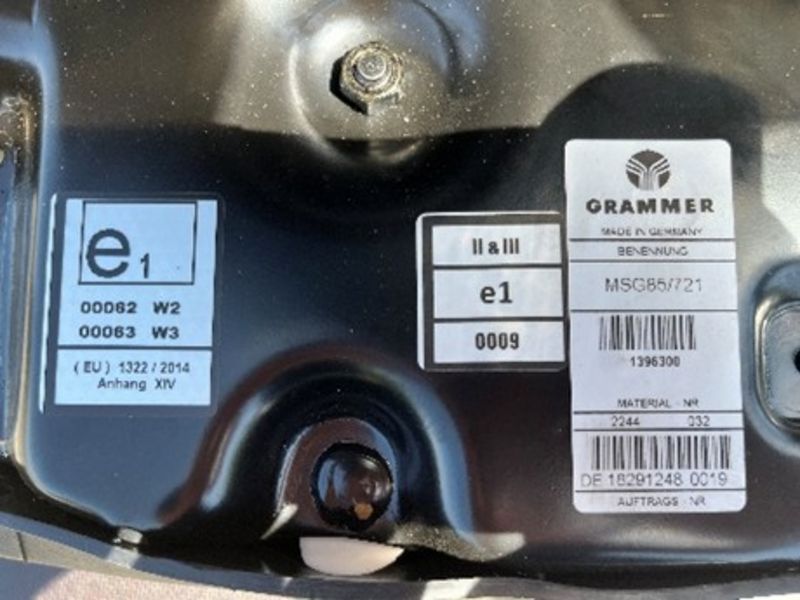 e1
00062 W2
00063 W3
( EU ) 1322 / 2014
Anhang XIV
II & III
e1
0009
GRAMMER
MADE IN GERMANY
BENENNUNG
MSG85/721
1396300
MATERIAL - NR
2244 032
DE 18291248 0019
AUFTRAGS - NR